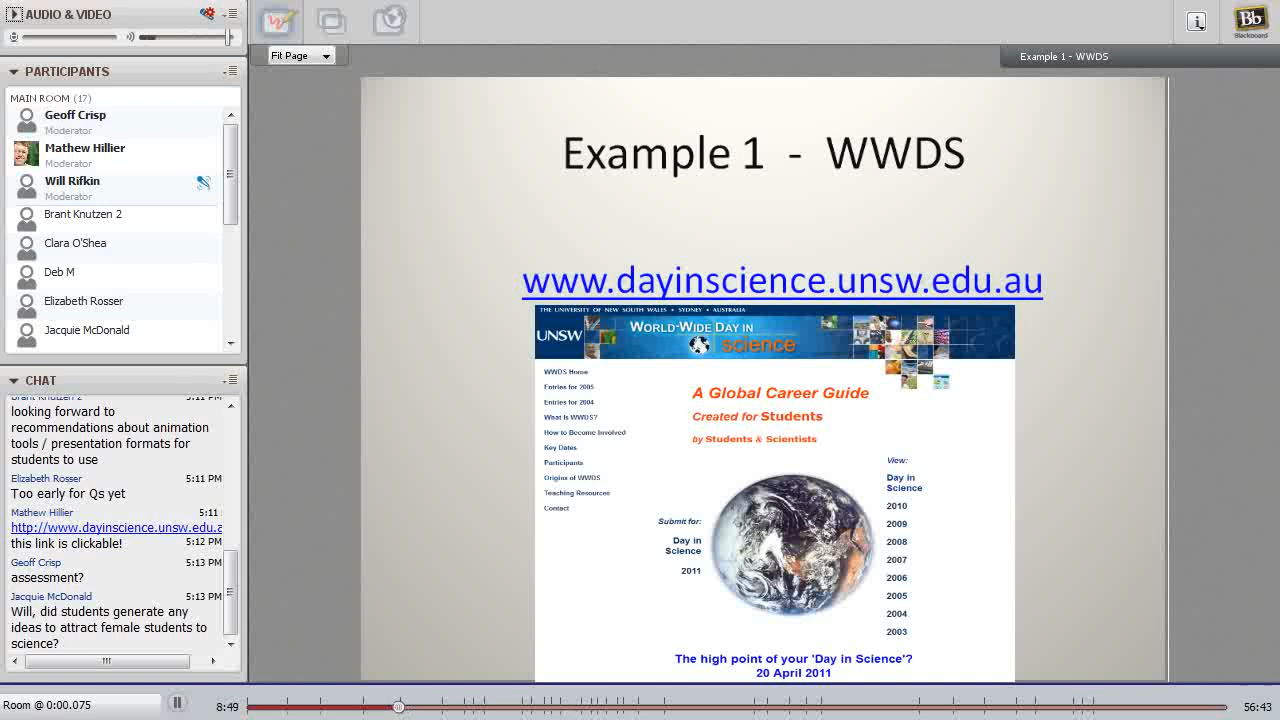 AUDIO & VIDEO
PARTICIPANTS
MAIN ROOM (17)
Geoff Crisp
Moderator
Mathew Hillier
Moderator
Will Rifkin
Moderator
Brant Knutzen 2
Clara O'Shea
Deb M
Elizabeth Rosser
Jacquie McDonald
CHAT
5:11 PM
looking forward to
recommendations about animation
tools / presentation formats for
students to use
Elizabeth Rosser 5:11 PM
Too early for Qs yet
Mathew Hillier 5:11
http://www.dayinscience.unsw.edu.a
this link is clickable! 5:12 PM
Geoff Crisp 5:13 PM
assessment?
Jacquie McDonald 5:13 PM
Will, did students generate any
ideas to attract female students to
science?
Room @ 0:00.075
8:49
56:43
Fit Page
Example 1 - WWDS
Bb
Blackboard
Example 1 - WWDS
www.dayinscience.unsw.edu.au
THE UNIVERSITY OF NEW SOUTH WALES • SYDNEY • AUSTRALIA
UNSW
WORLD-WIDE DAY IN
science
WWDS Home
Entries for 2005
Entries for 2004
What is WWDS?
How to Become Involved
Key Dates
Participants
Origins of WWDS
Teaching Resources
Contact
A Global Career Guide
Created for Students
by Students & Scientists
Submit for:
Day in
Science
2011
View:
Day in
Science
2010
2009
2008
2007
2006
2005
2004
2003
The high point of your 'Day in Science'?
20 April 2011